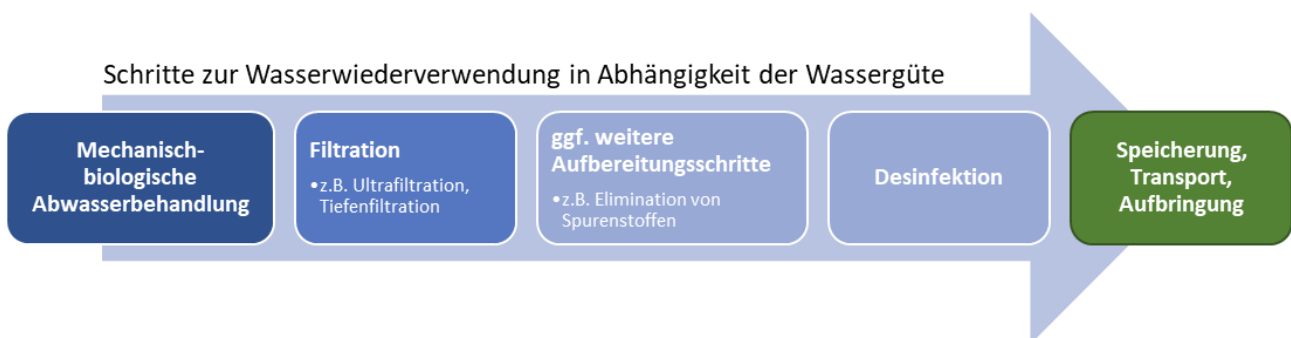 Schritte zur Wasserwiederverwendung in Abhängigkeit der Wassergüte
Mechanisch-
biologische
Abwasserbehandlung
Filtration
•z.B. Ultrafiltration,
Tiefenfiltration
ggf. weitere
Aufbereitungsschritte
•z.B. Elimination von
Spurenstoffen
Desinfektion
Speicherung,
Transport,
Aufbringung